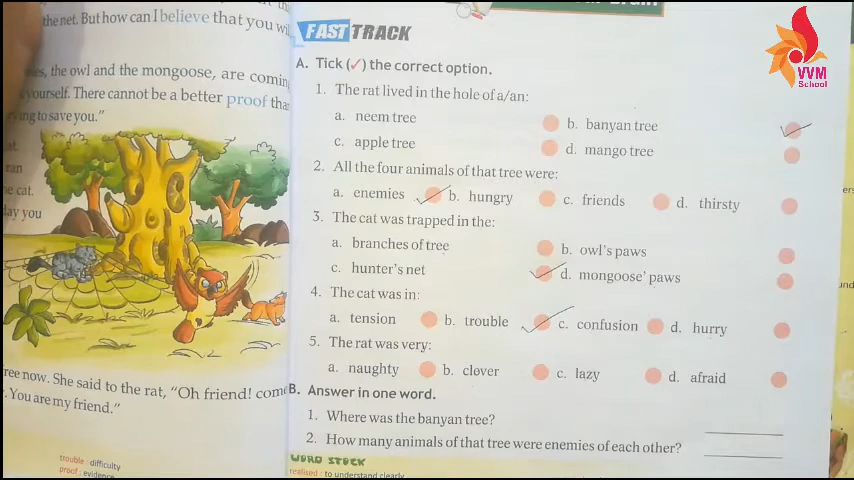 the net. But how can I believe that you
the owl and the mongoose, are coming
yourself. There cannot be a better proof
to save you."
cat.
lay you
ree now. She said to the rat, "Oh friend! come
. You are my friend."
trouble : difficulty
proof : evidence
FAST TRACK
A. Tick (✓) the correct option.
1. The rat lived in the hole of a/an:
a. neem tree b. banyan tree ✓
c. apple tree d. mango tree
2. All the four animals of that tree were:
a. enemies ✓ b. hungry c. friends d. thirsty
3. The cat was trapped in the:
a. branches of tree b. owl's paws
c. hunter's net ✓ d. mongoose' paws
4. The cat was in:
a. tension b. trouble ✓ c. confusion d. hurry
5. The rat was very:
a. naughty b. clever c. lazy d. afraid
B. Answer in one word.
1. Where was the banyan tree?
2. How many animals of that tree were enemies of each other?
WORD STOCK
realised : to understand clearly
VVM
School